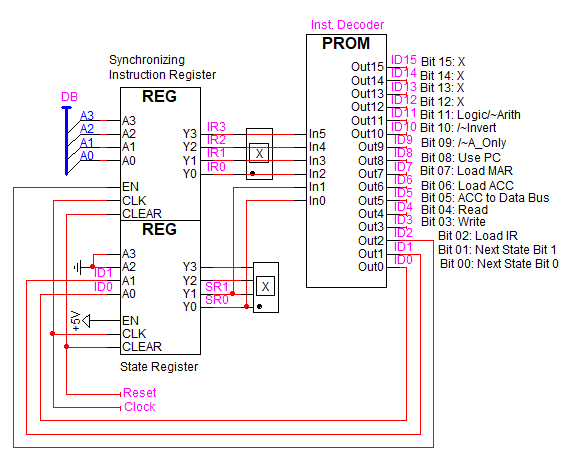 Inst. Decoder
PROM
Synchronizing
Instruction Register
REG
DB
A3
A2
A1
A0
A3
A2
A1
A0
EN
CLK
CLEAR
Y3
Y2
Y1
Y0
IR3
IR2
IR1
IR0
X
In5
In4
In3
In2
In1
In0
Out15
Out14
Out13
Out12
Out11
Out10
Out9
Out8
Out7
Out6
Out5
Out4
Out3
Out2
Out1
Out0
ID15
ID14
ID13
ID12
ID11
ID10
ID9
ID8
ID7
ID6
ID5
ID4
ID3
ID2
ID1
ID0
Bit 15: X
Bit 14: X
Bit 13: X
Bit 12: X
Bit 11: Logic/~Arith
Bit 10: /~Invert
Bit 09: /~A_Only
Bit 08: Use PC
Bit 07: Load MAR
Bit 06: Load ACC
Bit 05: ACC to Data Bus
Bit 04: Read
Bit 03: Write
Bit 02: Load IR
Bit 01: Next State Bit 1
Bit 00: Next State Bit 0
REG
A3
A2
A1
A0
ID1
ID0
+5V
EN
CLK
CLEAR
Y3
Y2
Y1
Y0
SR1
SR0
X
State Register
Reset
Clock